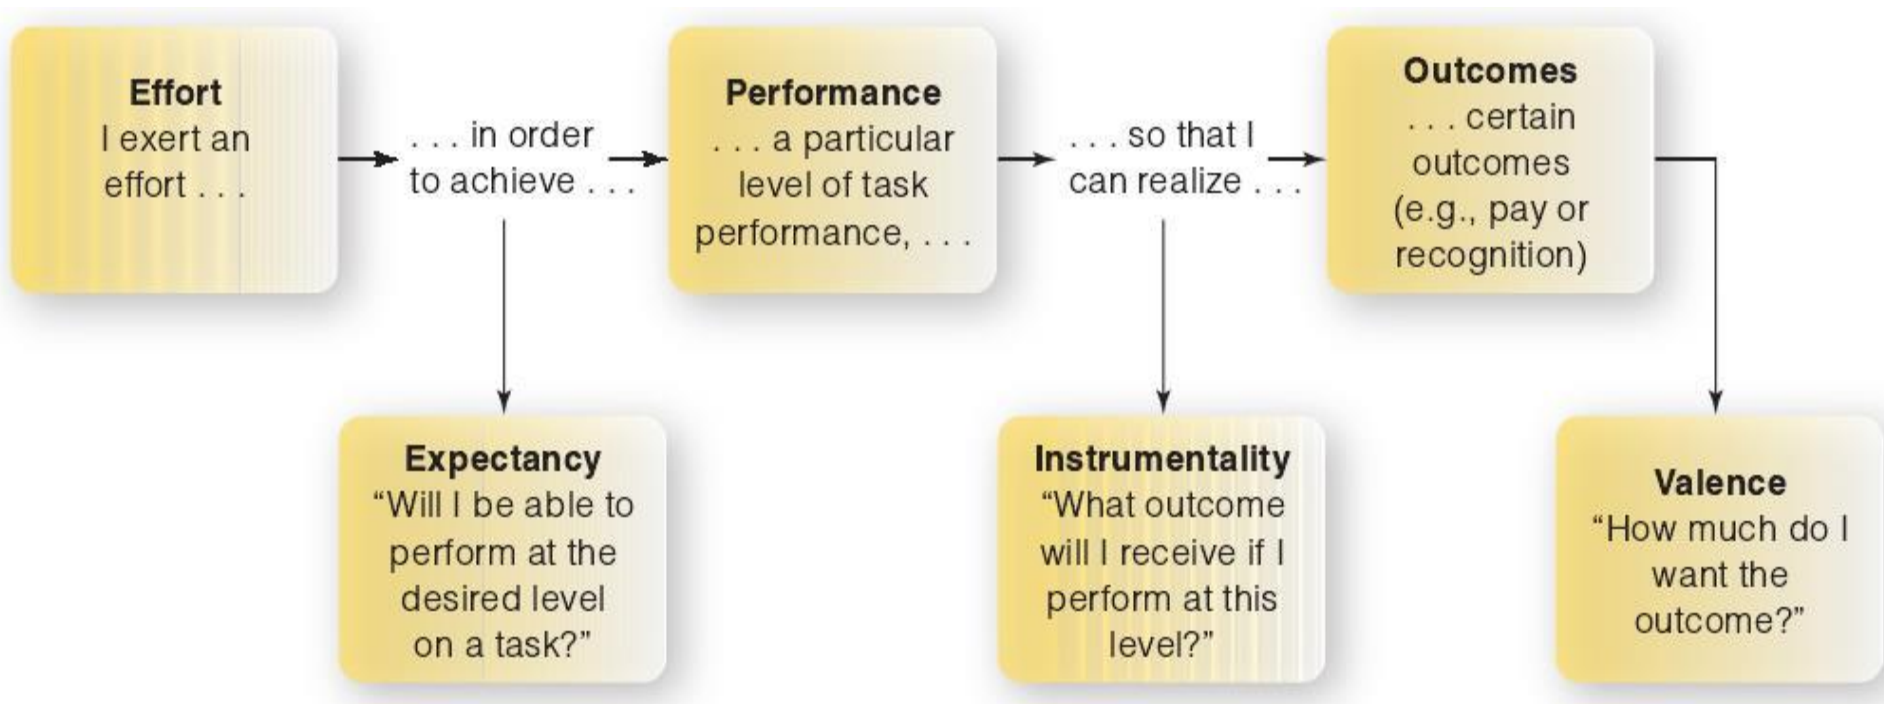 Effort
I exert an
effort . . .
. . . in order
to achieve . . .
Performance
. . . a particular
level of task
performance, . . .
. . . so that I
can realize . . .
Outcomes
. . . certain
outcomes
(e.g., pay or
recognition)
Expectancy
“Will I be able to
perform at the
desired level
on a task?”
Instrumentality
“What outcome
will I receive if I
perform at this
level?”
Valence
“How much do I
want the
outcome?”